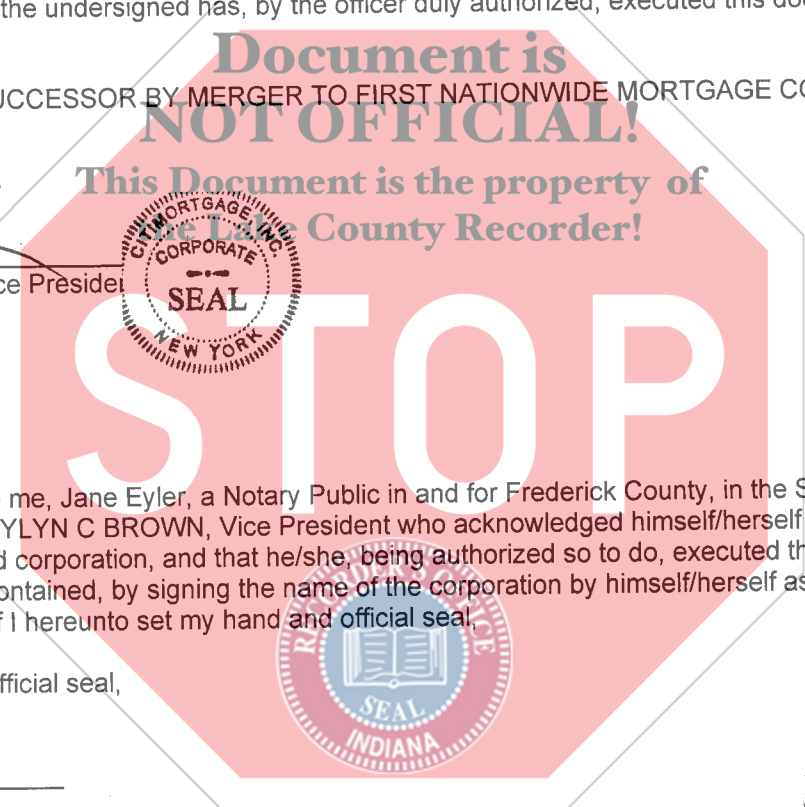 the undersigned has, by the officer duly authorized, executed this do
Document is
UCCESSOR BY MERGER TO FIRST NATIONWIDE MORTGAGE CO
NOT OFFICIAL!
This Document is the property of
the Lake County Recorder!
MORTGAGE, INC.
CORPORATE
SEAL
NEW YORK
ce Preside
STOP
me, Jane Eyler, a Notary Public in and for Frederick County, in the S
YLYN C BROWN, Vice President who acknowledged himself/herself
d corporation, and that he/she, being authorized so to do, executed th
ontained, by signing the name of the corporation by himself/herself as
f I hereunto set my hand and official seal,
RECORDER'S OFFICE
SEAL
INDIANA
fficial seal,